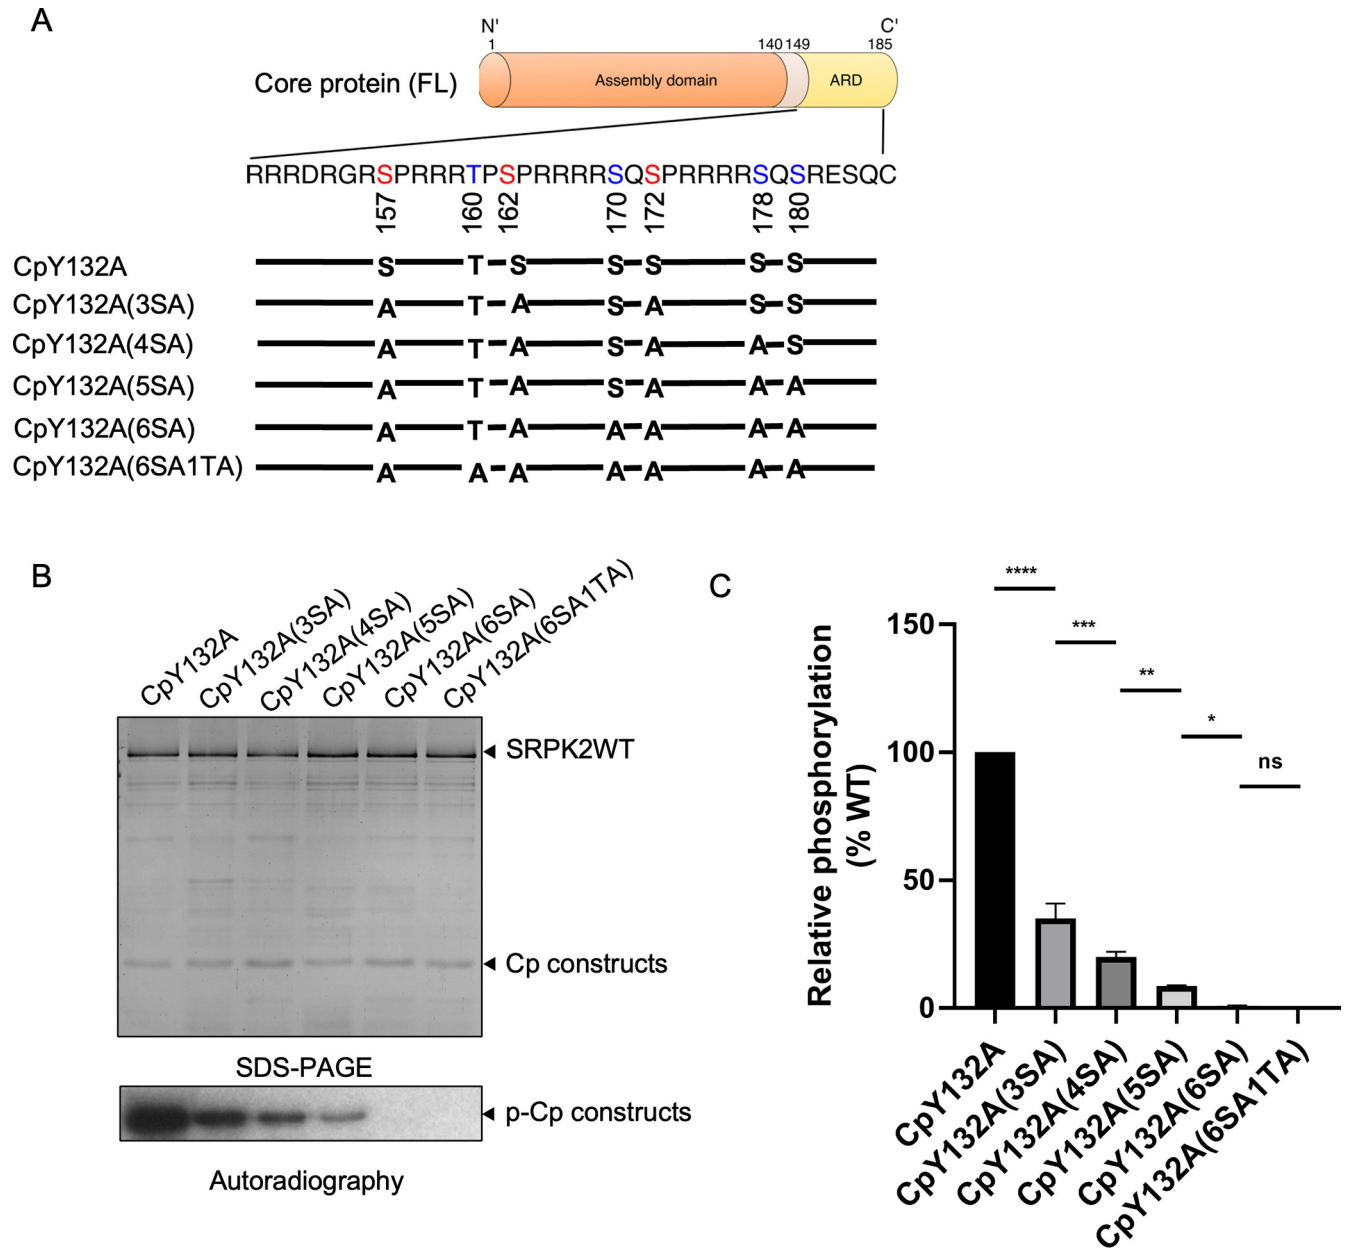 A
N'
C'
1
140 149
185
Core protein (FL)
Assembly domain
ARD
RRRDRGRSPRRRTPSPRRRRSQSPRRRRSQSRESQC
157
160
162
170
172
178
180
CpY132A
S T S S S S S
CpY132A(3SA)
A T A S A S S
CpY132A(4SA)
A T A S A A S
CpY132A(5SA)
A T A S A A A
CpY132A(6SA)
A T A A A A A
CpY132A(6SA1TA)
A A A A A A A
B
CpY132A
CpY132A(3SA)
CpY132A(4SA)
CpY132A(5SA)
CpY132A(6SA)
CpY132A(6SA1TA)
SRPK2WT
Cp constructs
SDS-PAGE
p-Cp constructs
Autoradiography
C
****
***
**
*
ns
Relative phosphorylation
(% WT)
150
100
50
0
CpY132A
CpY132A(3SA)
CpY132A(4SA)
CpY132A(5SA)
CpY132A(6SA)
CpY132A(6SA1TA)